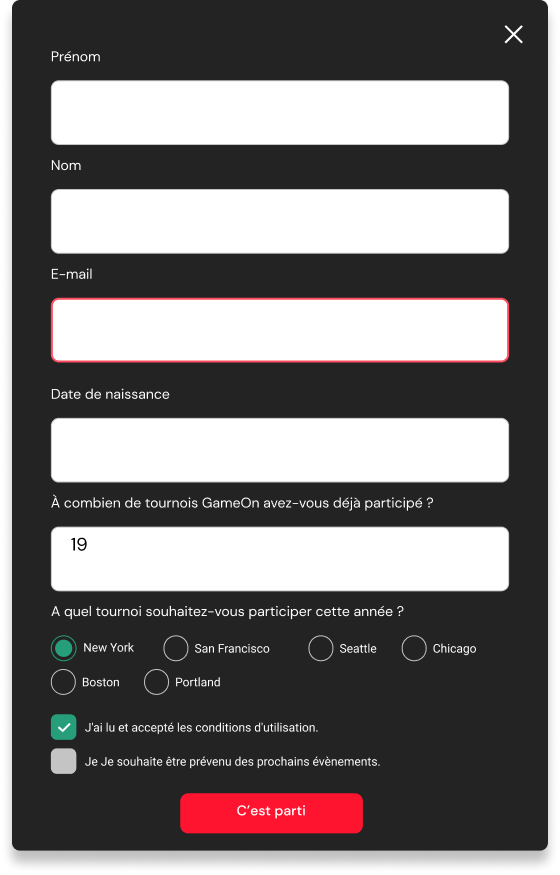 Prénom
Nom
E-mail
Date de naissance
À combien de tournois GameOn avez-vous déjà participé ?
19
A quel tournoi souhaitez-vous participer cette année ?
New York San Francisco Seattle Chicago
Boston Portland
J'ai lu et accepté les conditions d'utilisation.
Je Je souhaite être prévenu des prochains évènements.
C’est parti